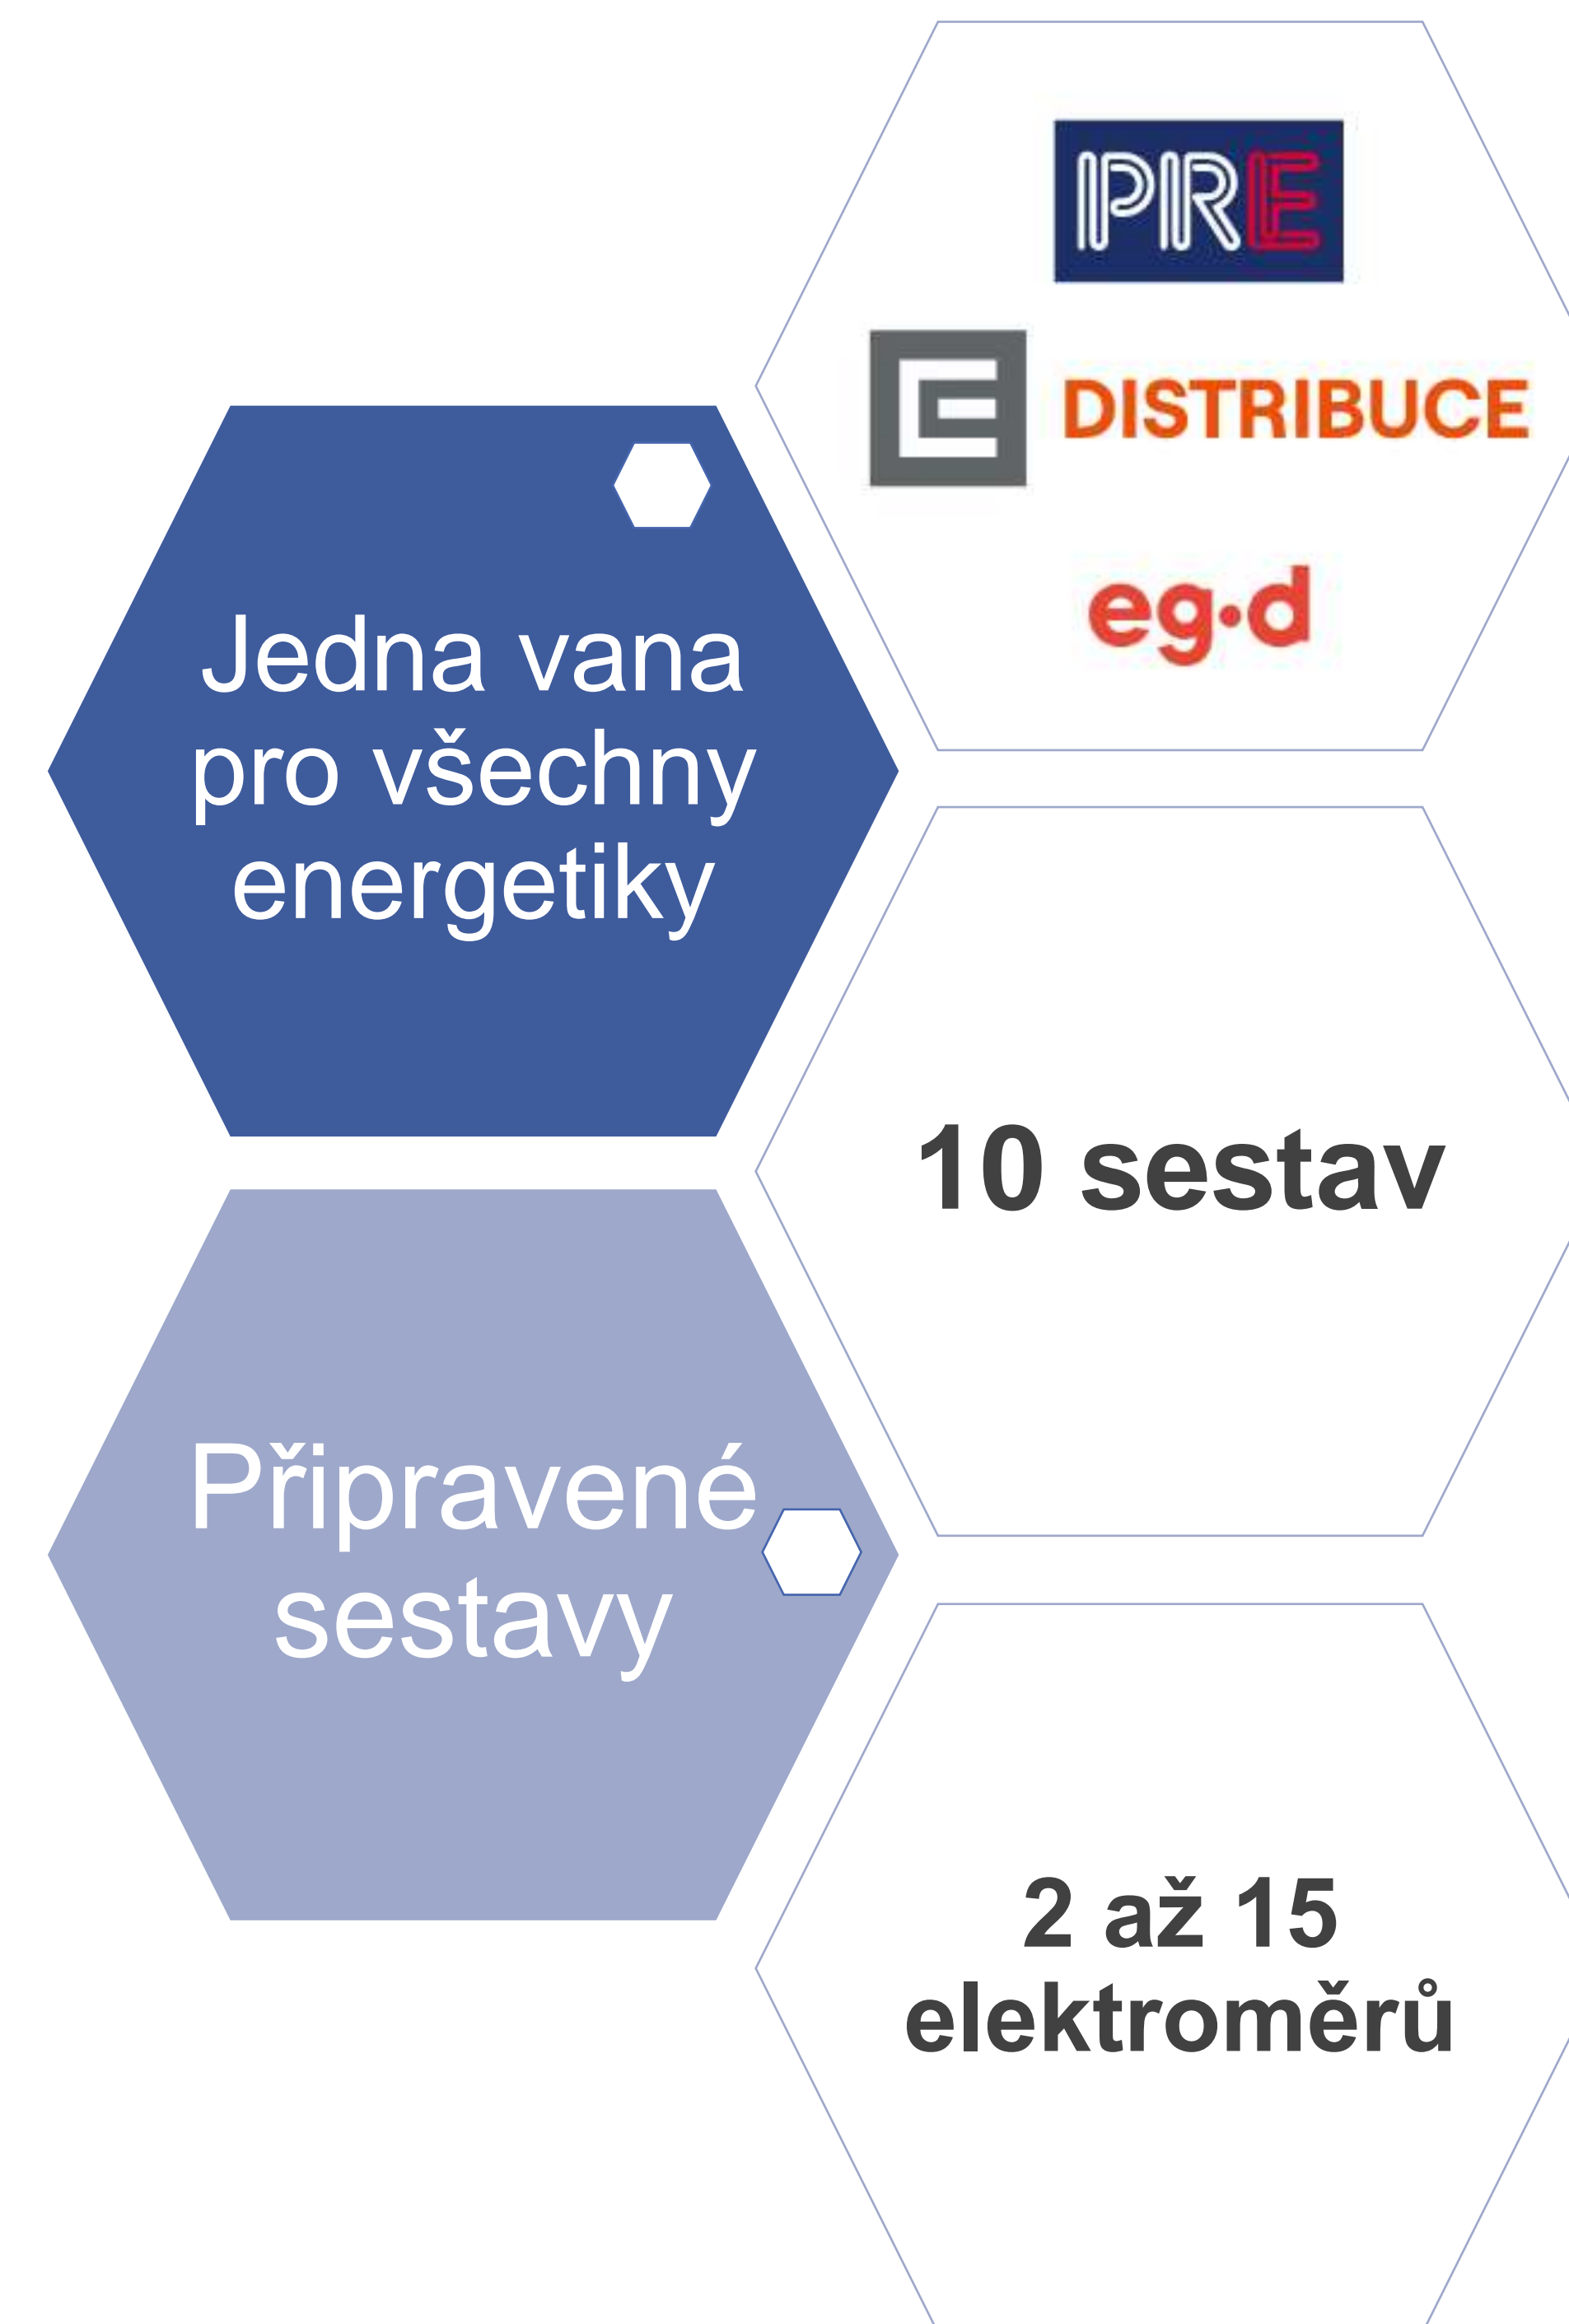 PRE
DISTRIBUCE
eg·d
Jedna vana
pro všechny
energetiky
10 sestav
Připravené
sestavy
2 až 15
elektroměrů